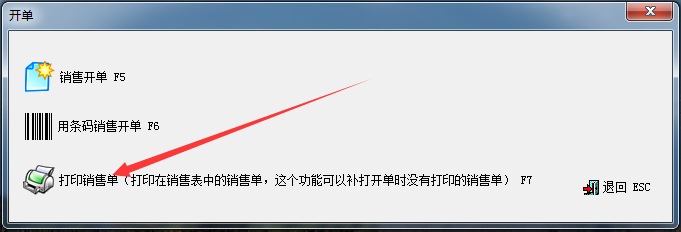 开单
销售开单 F5
用条码销售开单 F6
打印销售单（打印在销售表中的销售单，这个功能可以补打开单时没有打印的销售单） F7
退回 ESC